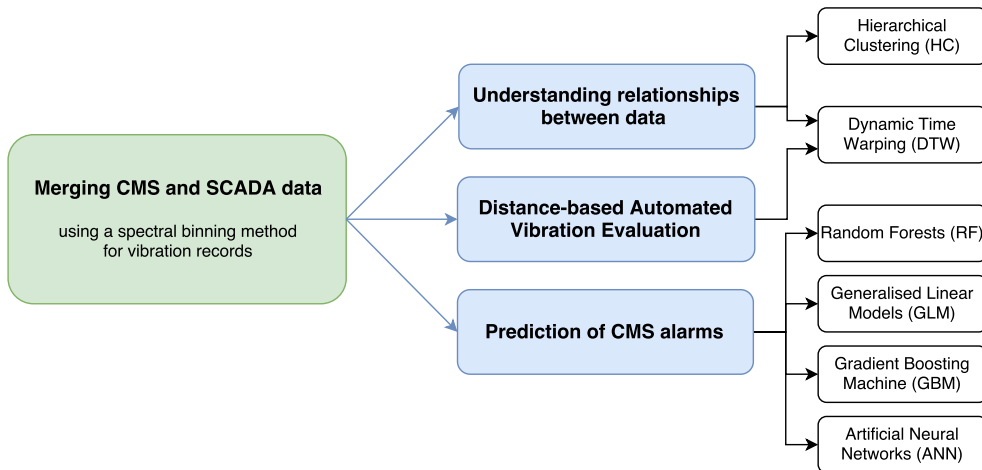 Merging CMS and SCADA data
using a spectral binning method
for vibration records
Understanding relationships
between data
Distance-based Automated
Vibration Evaluation
Prediction of CMS alarms
Hierarchical
Clustering (HC)
Dynamic Time
Warping (DTW)
Random Forests (RF)
Generalised Linear
Models (GLM)
Gradient Boosting
Machine (GBM)
Artificial Neural
Networks (ANN)